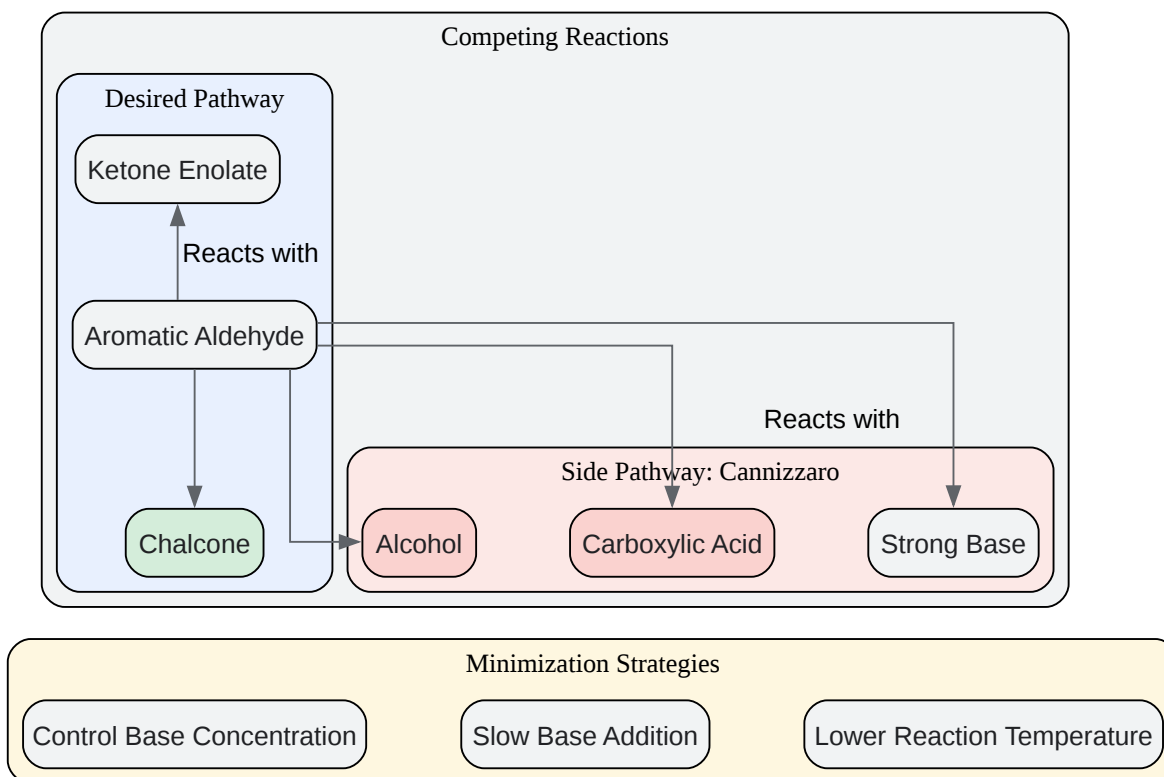 Competing Reactions
Desired Pathway
Ketone Enolate
Reacts with
Aromatic Aldehyde
Reacts with
Side Pathway: Cannizzaro
Chalcone
Alcohol
Carboxylic Acid
Strong Base
Minimization Strategies
Control Base Concentration
Slow Base Addition
Lower Reaction Temperature